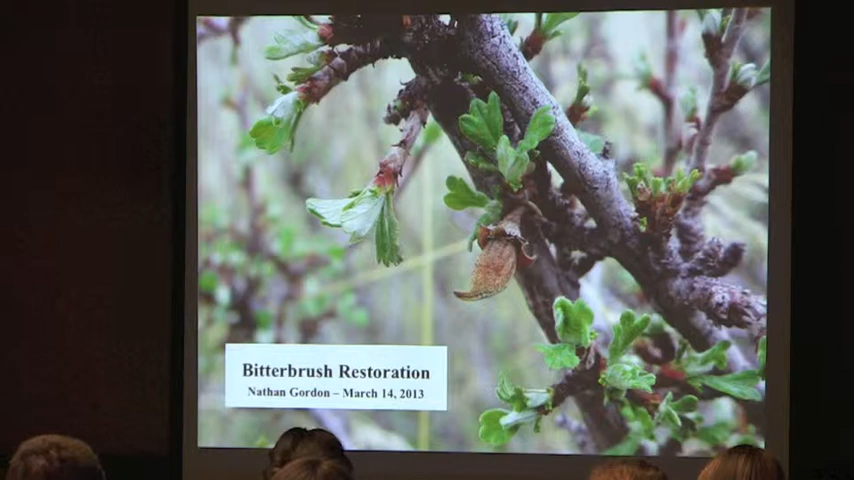 Bitterbrush Restoration
Nathan Gordon – March 14, 2013